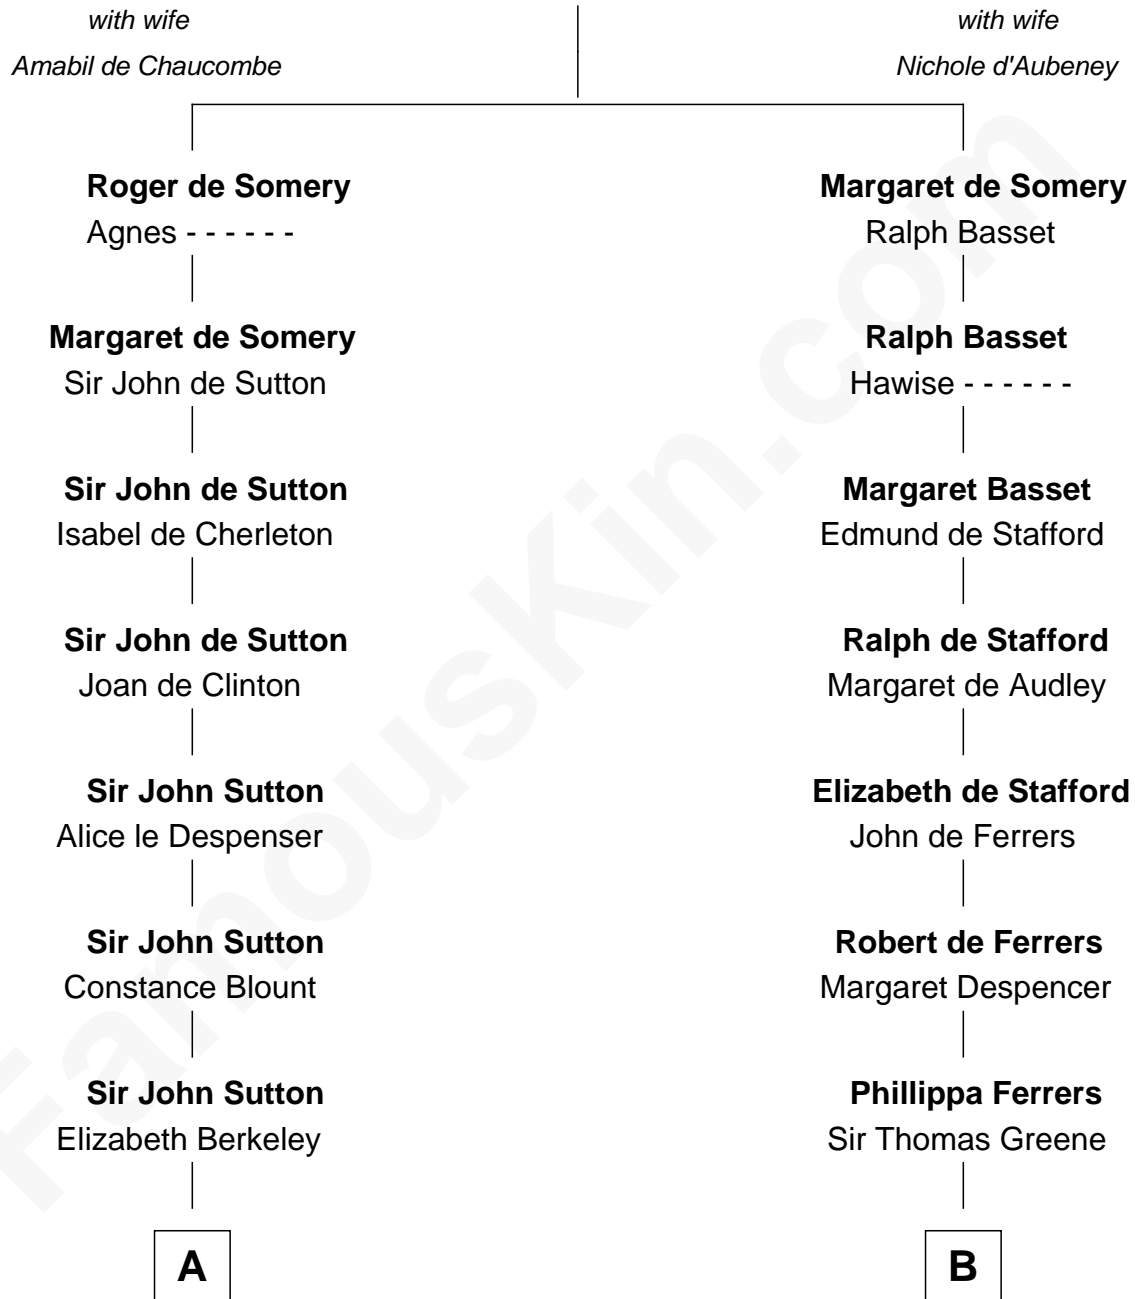 with wife
Amabil de Chaucombe
with wife
Nichole d'Aubeney
Roger de Somery
Agnes - - - - - -
Margaret de Somery
Ralph Basset
Margaret de Somery
Sir John de Sutton
Ralph Basset
Hawise - - - - - -
Sir John de Sutton
Isabel de Cherleton
Margaret Basset
Edmund de Stafford
Sir John de Sutton
Joan de Clinton
Ralph de Stafford
Margaret de Audley
Sir John Sutton
Alice le Despenser
Elizabeth de Stafford
John de Ferrers
Sir John Sutton
Constance Blount
Robert de Ferrers
Margaret Despencer
Sir John Sutton
Elizabeth Berkeley
Phillippa Ferrers
Sir Thomas Greene
A
B
FamousKin.com